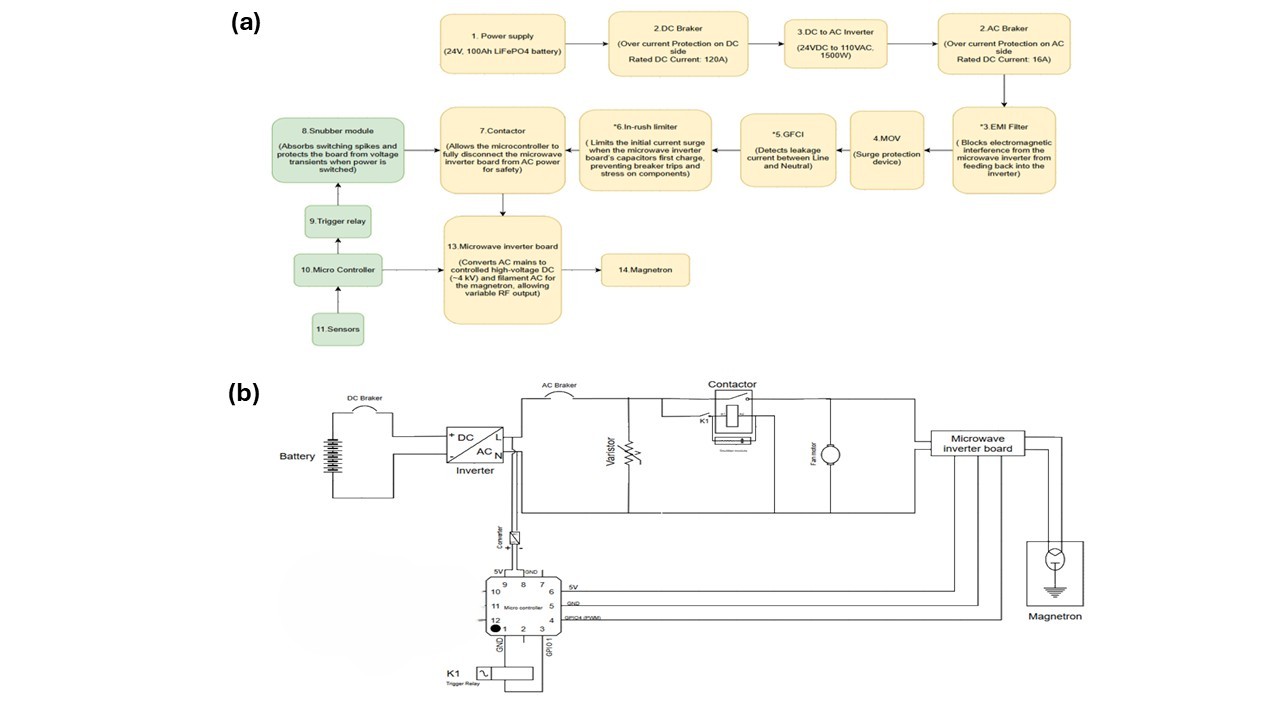 (a)
1. Power supply
(24V, 100Ah LiFePO4 battery)
2.DC Braker
(Over current Protection on DC
side
Rated DC Current: 120A)
3.DC to AC Inverter
(24VDC to 110VAC,
1500W)
2.AC Braker
(Over current Protection on AC
side
Rated DC Current: 16A)
8.Snubber module
(Absorbs switching spikes and
protects the board from voltage
transients when power is
switched)
7.Contactor
(Allows the microcontroller to
fully disconnect the microwave
inverter board from AC power
for safety)
*6.In-rush limiter
( Limits the initial current surge
when the microwave inverter
board's capacitors first charge,
preventing breaker trips and
stress on components)
*5.GFCI
(Detects leakage
current between Line
and Neutral)
4.MOV
(Surge protection
device)
*3.EMI Filter
( Blocks electromagnetic
interference from the
microwave inverter from
feeding back into the
inverter)
9.Trigger relay
10.Micro Controller
11.Sensors
13.Microwave inverter board
(Converts AC mains to
controlled high-voltage DC
(~4 kV) and filament AC for
the magnetron, allowing
variable RF output)
14.Magnetron
(b)
DC Braker
Battery
+ DC
L
- AC
N
Inverter
AC Braker
Varistor
Contactor
K1
Fan motor
Microwave
inverter board
Magnetron
Converter
+ -
5V
GND
9 8 7
10
6
5V
11
Micro controller
5
GND
12
4
GPIO4 (PWM)
1 2 3
GND
GPIO1
K1
Trigger Relay